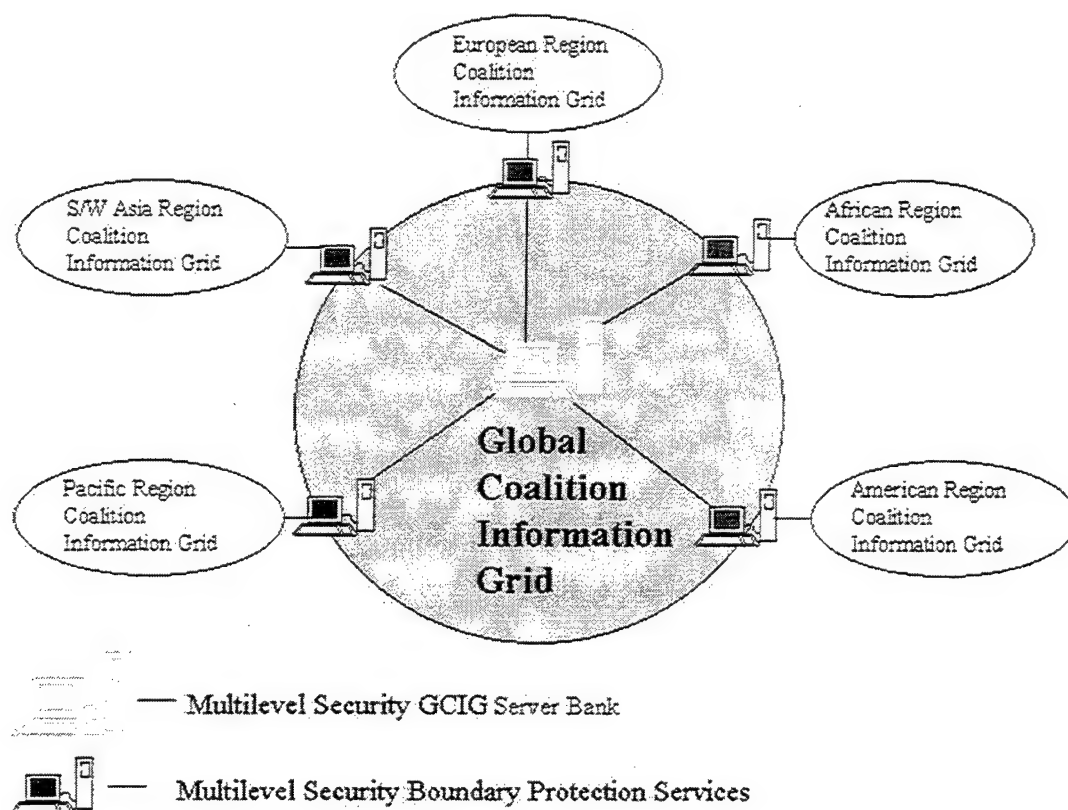 European Region
Coalition
Information Grid
S/W Asia Region
Coalition
Information Grid
African Region
Coalition
Information Grid
Global
Coalition
Information
Grid
Pacific Region
Coalition
Information Grid
American Region
Coalition
Information Grid
— Multilevel Security GCIG Server Bank
— Multilevel Security Boundary Protection Services